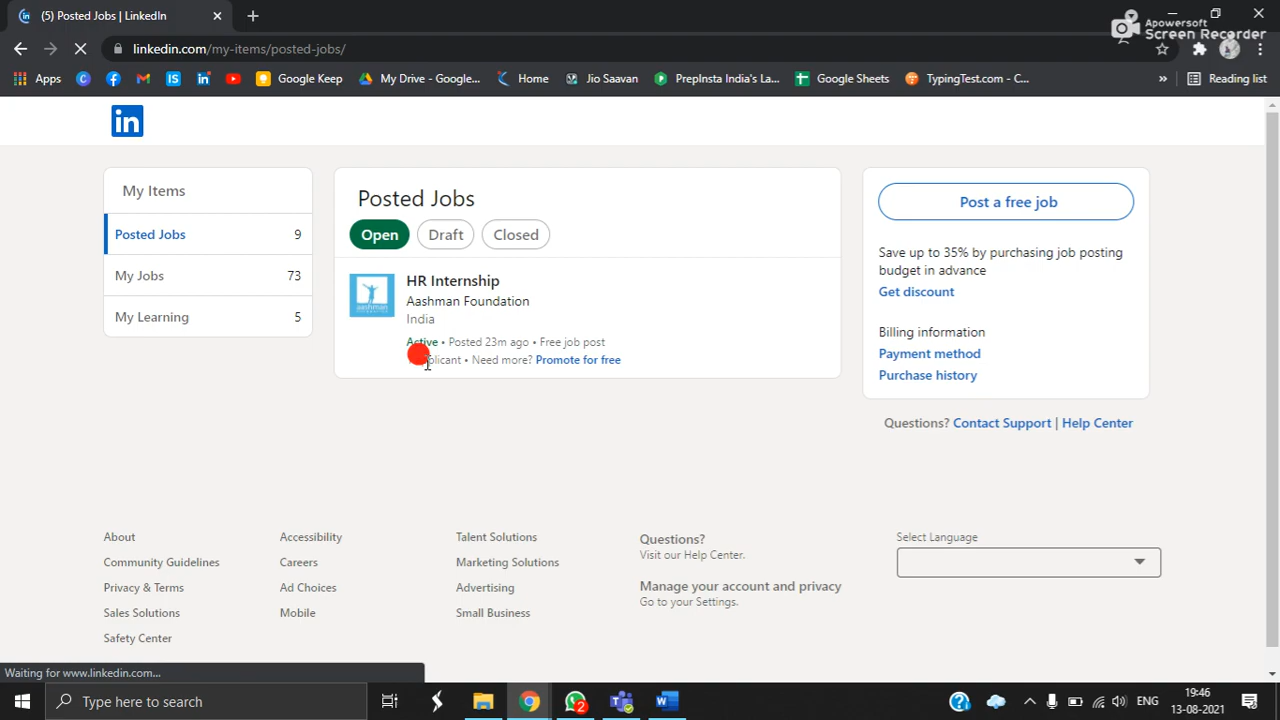 (5) Posted Jobs | LinkedIn
Apowersoft
Screen Recorder
linkedin.com/my-items/posted-jobs/
Apps
Gmail
IS
Google Keep
My Drive - Google...
Home
Jio Saavan
PrepInsta India's La...
Google Sheets
TypingTest.com - C...
»
Reading list
in
My Items
Posted Jobs 9
My Jobs 73
My Learning 5
Posted Jobs
Open Draft Closed
HR Internship
aashman
Aashman Foundation
India
Active • Posted 23m ago • Free job post
• Need more? Promote for free
Post a free job
Save up to 35% by purchasing job posting
budget in advance
Get discount
Billing information
Payment method
Purchase history
Questions? Contact Support | Help Center
About
Community Guidelines
Privacy & Terms
Sales Solutions
Safety Center
Accessibility
Careers
Ad Choices
Mobile
Talent Solutions
Marketing Solutions
Advertising
Small Business
Questions?
Visit our Help Center.
Manage your account and privacy
Go to your Settings.
Select Language
Waiting for www.linkedin.com...
Type here to search
2
ENG
19:46
13-08-2021